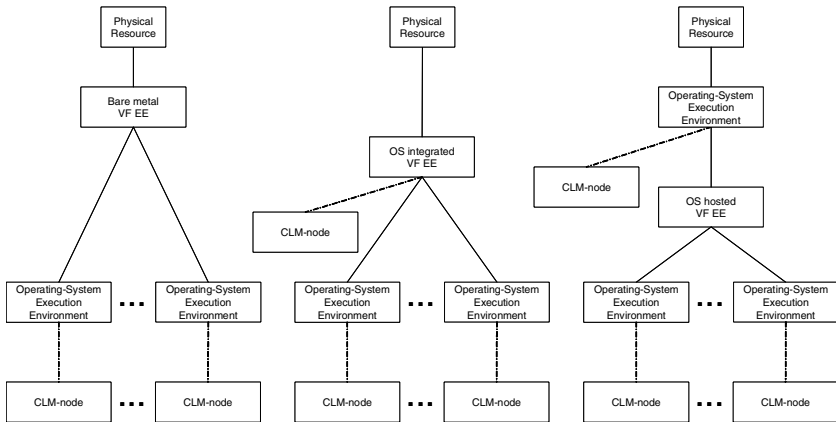 Physical
Resource
Bare metal
VF EE
Operating-System
Execution
Environment
...
Operating-System
Execution
Environment
CLM-node
...
CLM-node
Physical
Resource
OS integrated
VF EE
CLM-node
Operating-System
Execution
Environment
...
Operating-System
Execution
Environment
CLM-node
...
CLM-node
Physical
Resource
Operating-System
Execution
Environment
CLM-node
OS hosted
VF EE
Operating-System
Execution
Environment
...
Operating-System
Execution
Environment
CLM-node
...
CLM-node